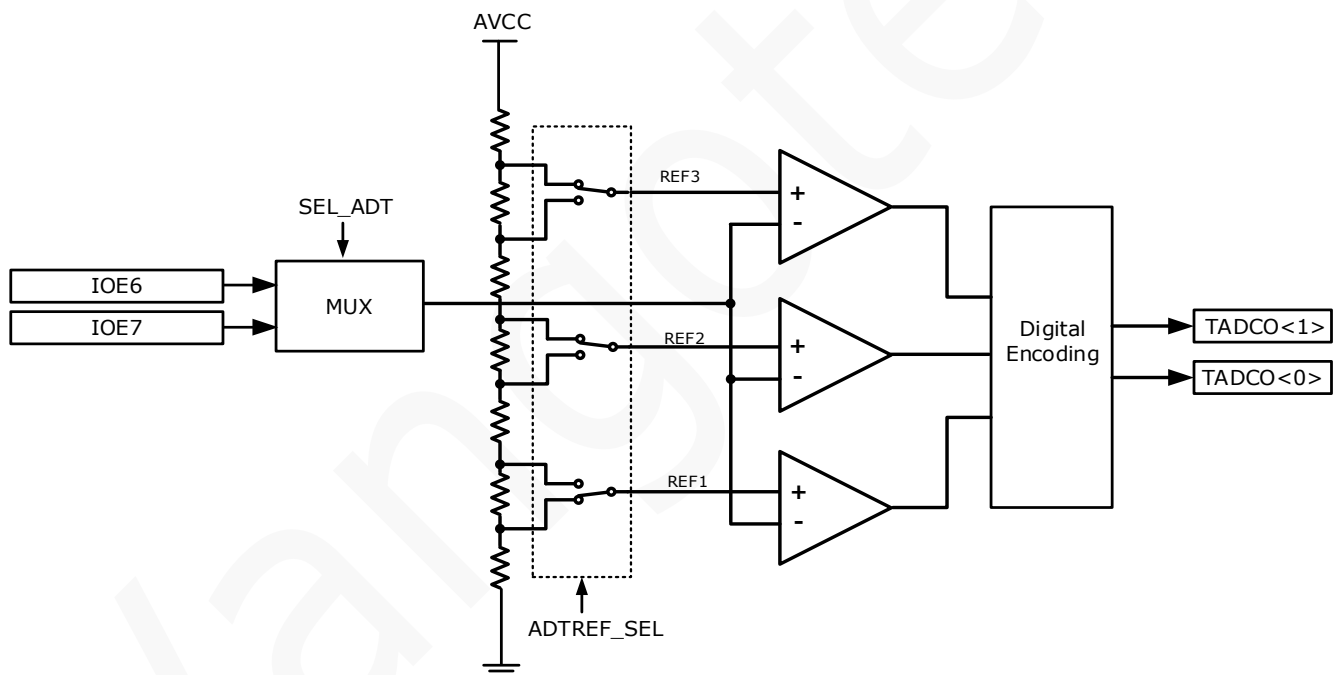 AVCC
REF3
+
-
SEL_ADT
IOE6
MUX
IOE7
REF2
+
-
Digital
Encoding
TADCO<1>
TADCO<0>
REF1
+
-
ADTREF_SEL